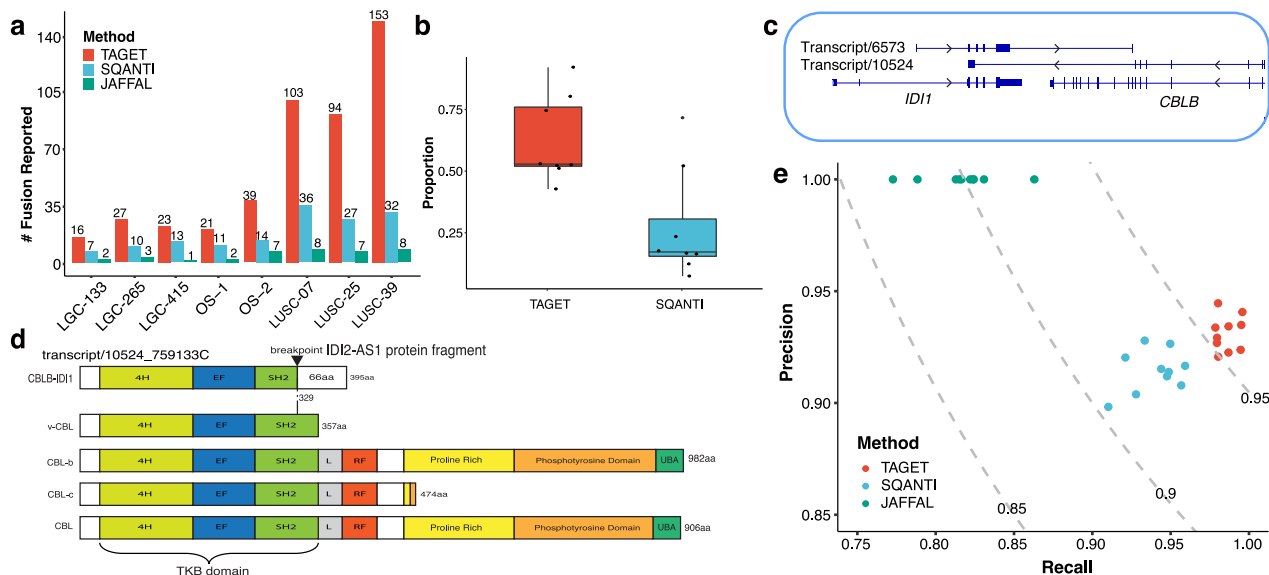 a
Method
TAGET
SQANTI
JAFFAL
# Fusion Reported
140
105
70
35
0
16 7 2
27 10 3
23 13 1
21 11 2
39 14 7
103 36 8
94 27 7
153 32 8
LGC-133
LGC-265
LGC-415
OS-1
OS-2
LUSC-07
LUSC-25
LUSC-39
b
Proportion
0.75
0.50
0.25
TAGET SQANTI
c
Transcript/6573
Transcript/10524
IDI1 CBLB
d
transcript/10524_759133C
breakpoint IDI2-AS1 protein fragment
CBLB-IDI1 4H EF SH2 66aa 395aa
329
v-CBL 4H EF SH2 357aa
CBL-b 4H EF SH2 L RF Proline Rich Phosphotyrosine Domain UBA 982aa
CBL-c 4H EF SH2 L RF 474aa
CBL 4H EF SH2 L RF Proline Rich Phosphotyrosine Domain UBA 906aa
TKB domain
e
Precision
1.00
0.95
0.90
0.85
0.95
0.9
0.85
Method
TAGET
SQANTI
JAFFAL
0.75 0.80 0.85 0.90 0.95 1.00
Recall